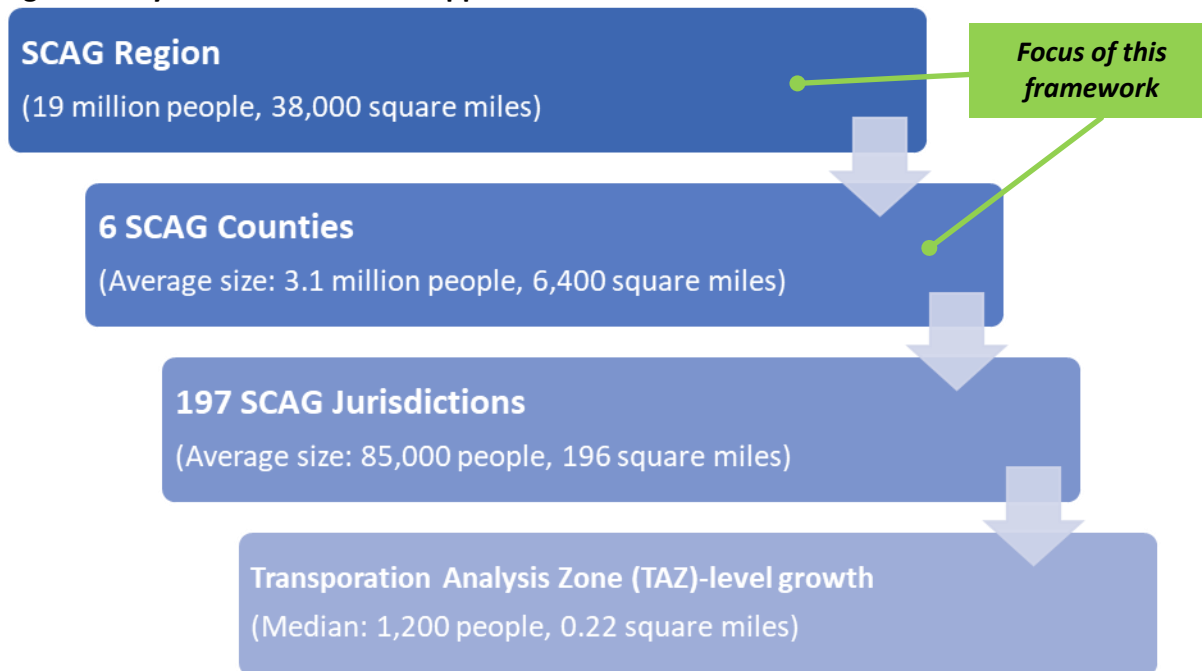 SCAG Region
(19 million people, 38,000 square miles)
Focus of this
framework
6 SCAG Counties
(Average size: 3.1 million people, 6,400 square miles)
197 SCAG Jurisdictions
(Average size: 85,000 people, 196 square miles)
Transporation Analysis Zone (TAZ)-level growth
(Median: 1,200 people, 0.22 square miles)